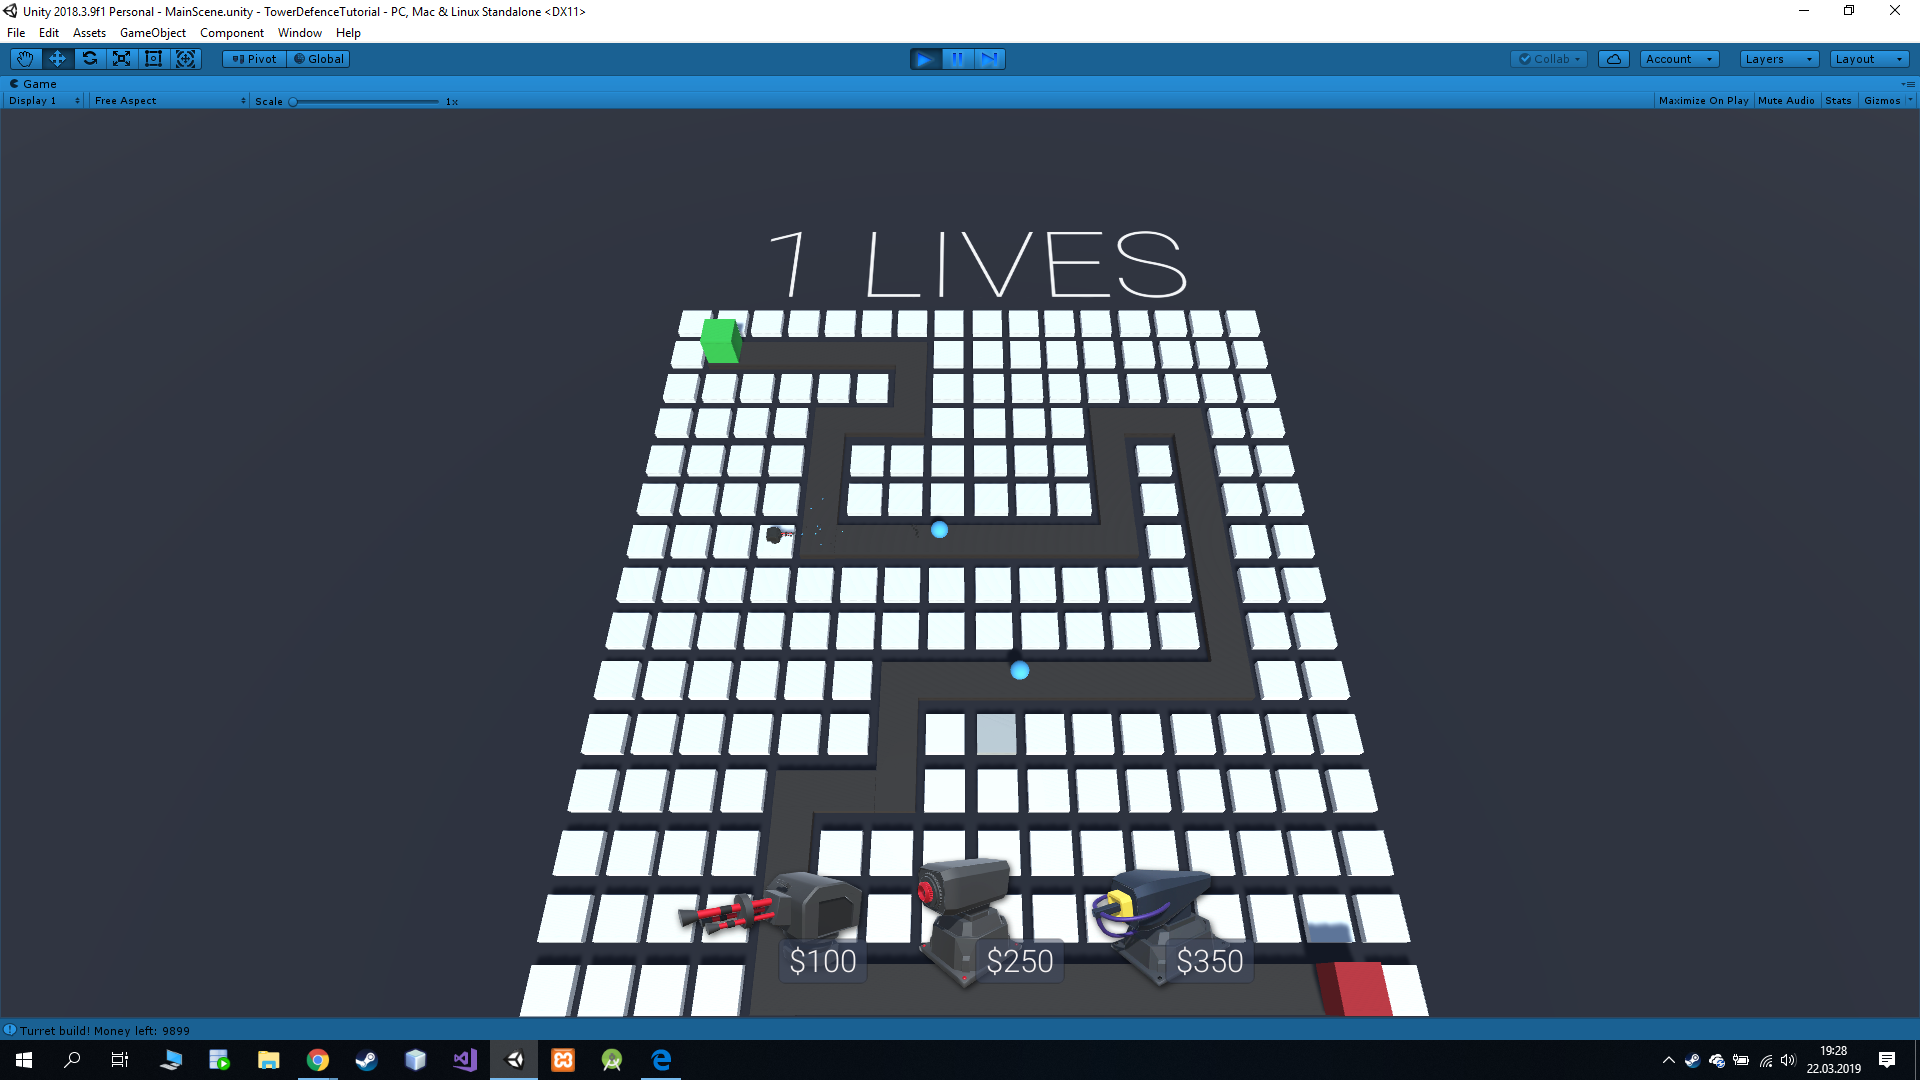 Unity 2018.3.9f1 Personal - MainScene.unity - TowerDefenceTutorial - PC, Mac & Linux Standalone <DX11>
File Edit Assets GameObject Component Window Help
Pivot Global Collab Account Layers Layout
Game
Display 1 Free Aspect Scale 1x Maximize On Play Mute Audio Stats Gizmos
1 LIVES
$100 $250 $350
Turret build! Money left: 9899
19:28
22.03.2019